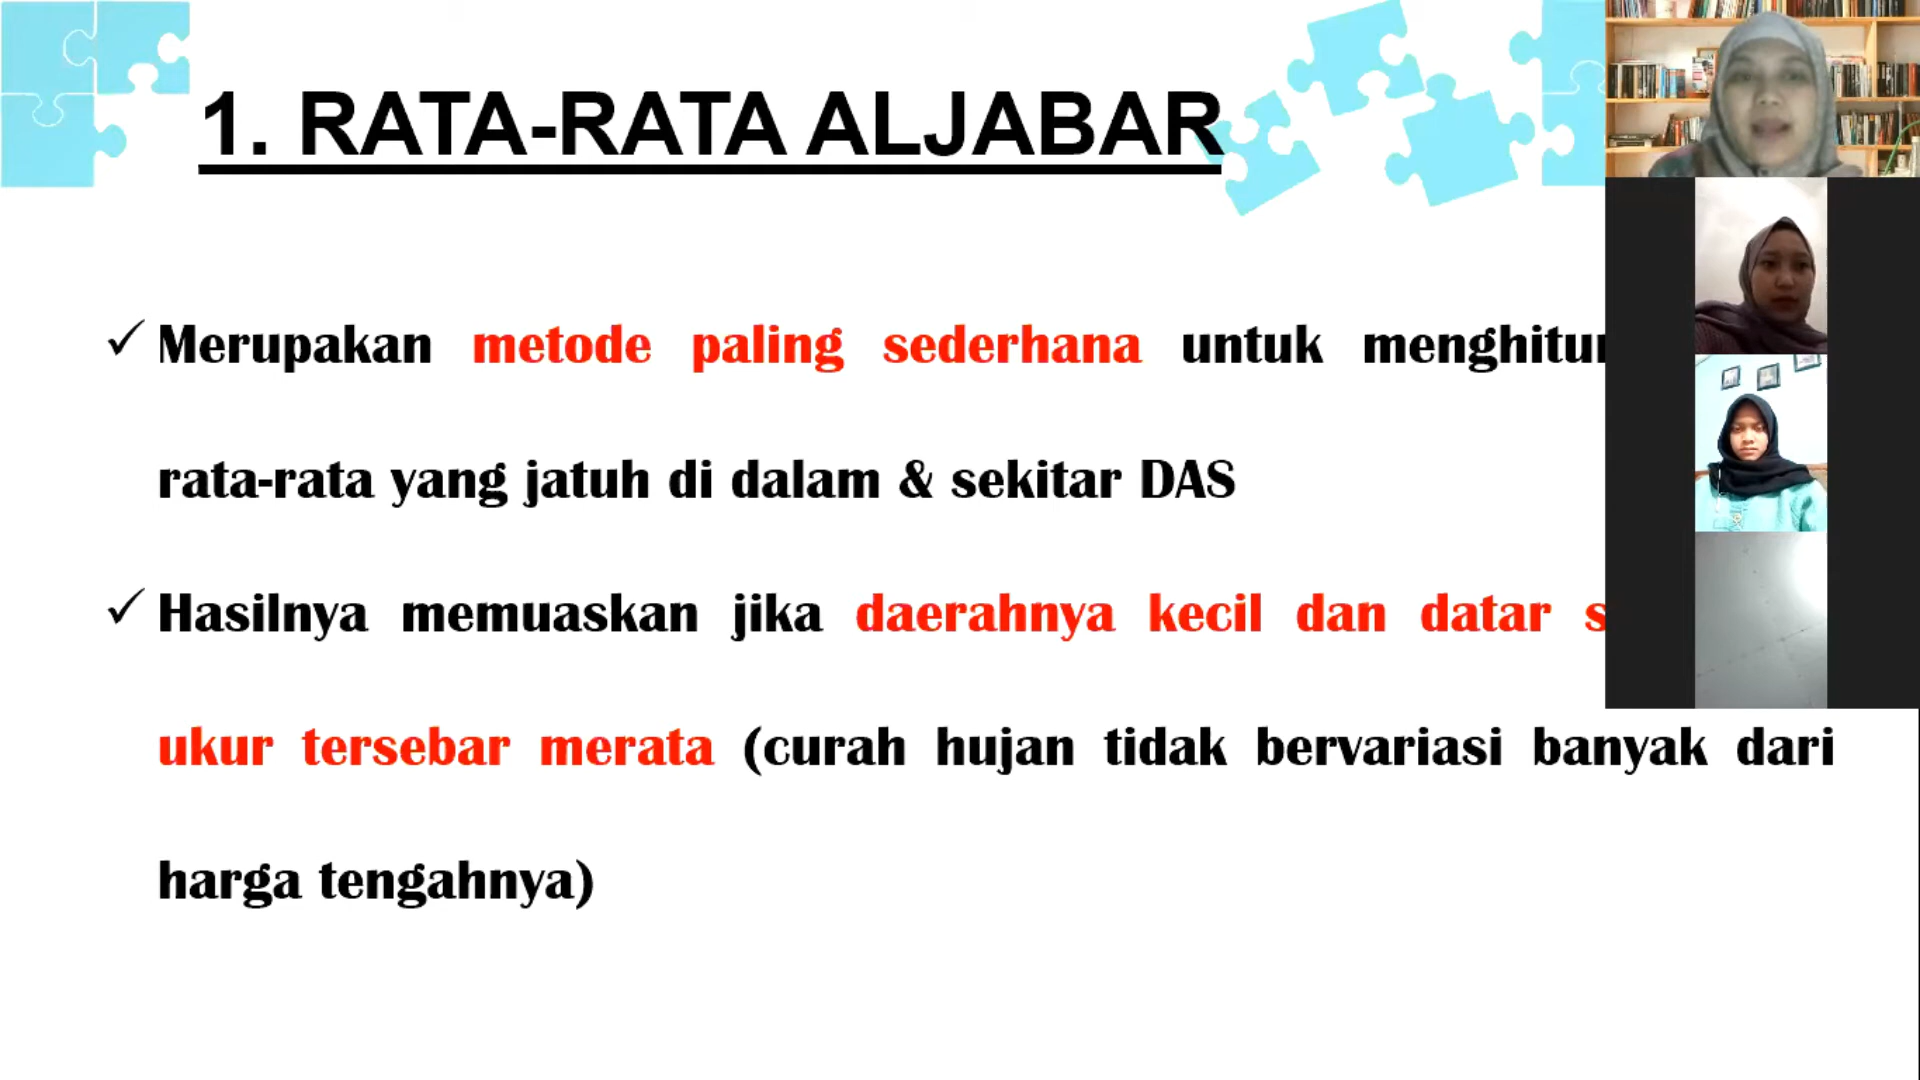 1. RATA-RATA ALJABAR
✓ Merupakan metode paling sederhana untuk
rata-rata yang jatuh di dalam & sekitar DAS
✓ Hasilnya memuaskan jika daerahnya kecil dan datar
ukur tersebar merata (curah hujan tidak bervariasi banyak dari
harga tengahnya)